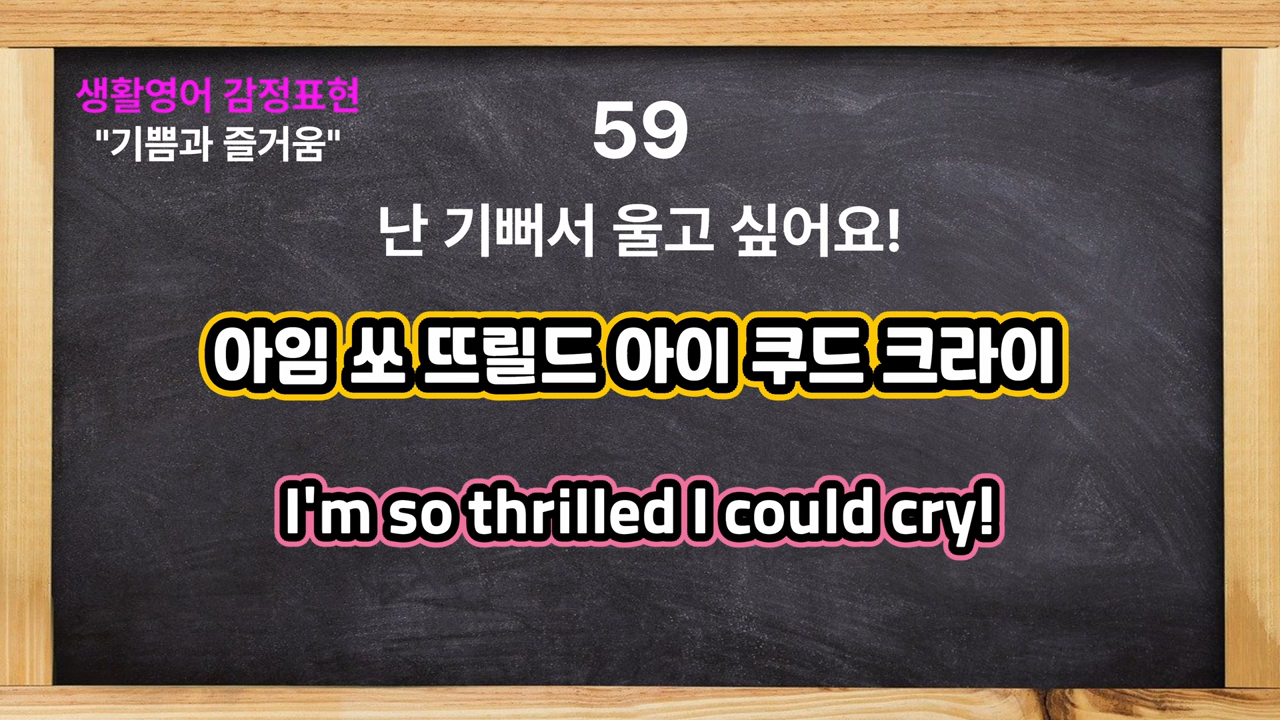 생활영어 감정표현
"기쁨과 즐거움"
59
난 기뻐서 울고 싶어요!
아임 쏘 뜨릴드 아이 쿠드 크라이
I'm so thrilled I could cry!